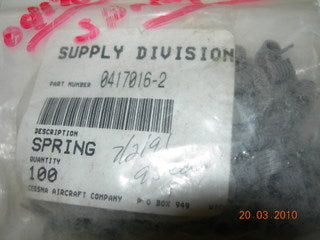 SUPPLY DIVISION
PART NUMBER 0417016-2
DESCRIPTION
SPRING 7/2/91
QUANTITY
100
CESSNA AIRCRAFT COMPANY P O BOX 949
20 03 2010